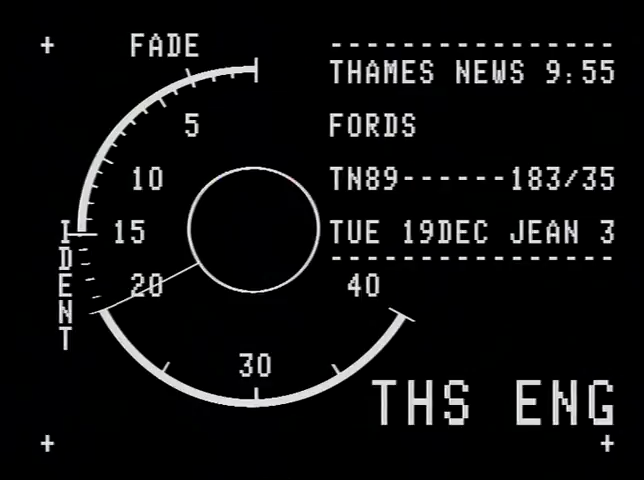 FADE
5
10
15
20
30
40
IDENT
----------------
THAMES NEWS 9:55
FORDS
TN89------183/35
TUE 19DEC JEAN 3
----------------
THS ENG